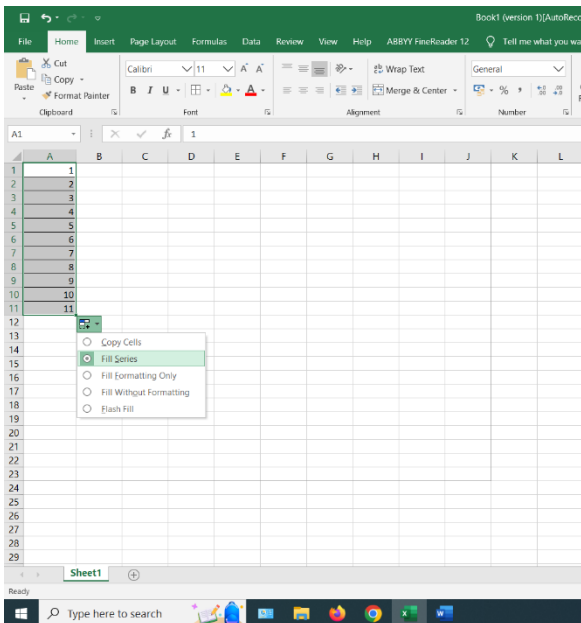 Book1 (version 1)[AutoReco
File Home Insert Page Layout Formulas Data Review View Help ABBYY FineReader 12 Tell me what you wa
Paste
Cut
Copy
Format Painter
Clipboard
Calibri 11
B I U
Font
Wrap Text
Merge & Center
Alignment
General
% ,
Number
A1 fx 1
A B C D E F G H I J K L
1 1
2 2
3 3
4 4
5 5
6 6
7 7
8 8
9 9
10 10
11 11
12
13
14
15
16
17
18
19
20
21
22
23
24
25
26
27
28
29
Copy Cells
Fill Series
Fill Formatting Only
Fill Without Formatting
Flash Fill
Sheet1
Ready
Type here to search